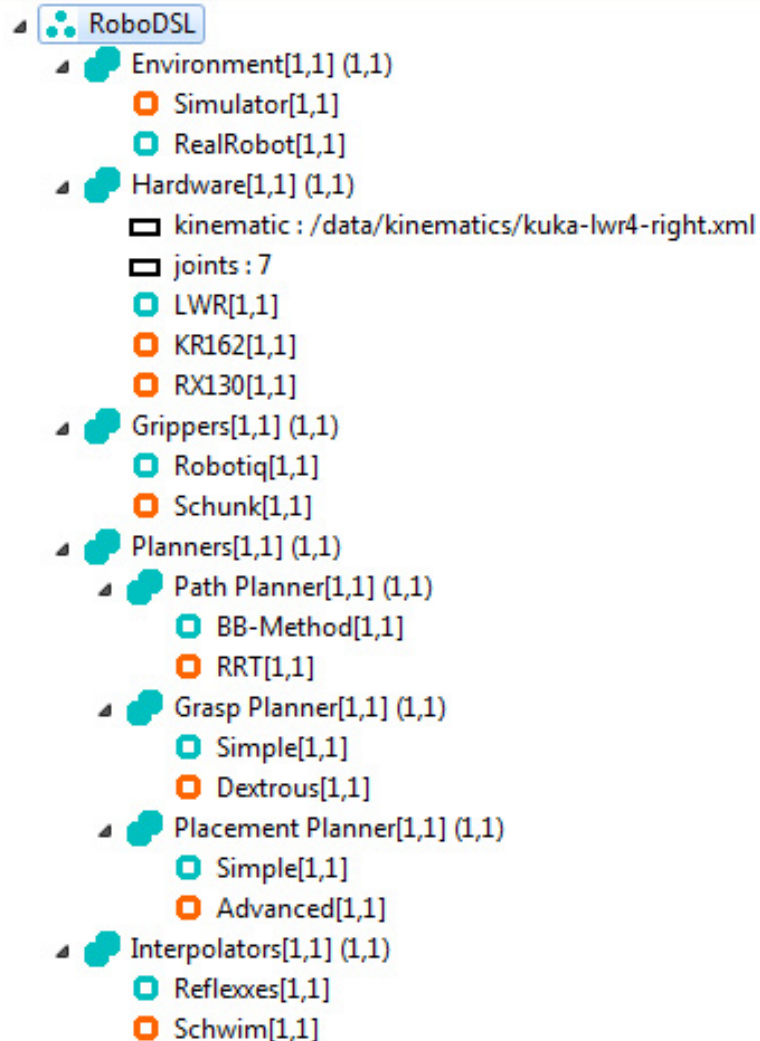 RoboDSL
Environment[1,1] (1,1)
Simulator[1,1]
RealRobot[1,1]
Hardware[1,1] (1,1)
kinematic : /data/kinematics/kuka-lwr4-right.xml
joints : 7
LWR[1,1]
KR162[1,1]
RX130[1,1]
Grippers[1,1] (1,1)
Robotiq[1,1]
Schunk[1,1]
Planners[1,1] (1,1)
Path Planner[1,1] (1,1)
BB-Method[1,1]
RRT[1,1]
Grasp Planner[1,1] (1,1)
Simple[1,1]
Dextrous[1,1]
Placement Planner[1,1] (1,1)
Simple[1,1]
Advanced[1,1]
Interpolators[1,1] (1,1)
Reflexxes[1,1]
Schwim[1,1]